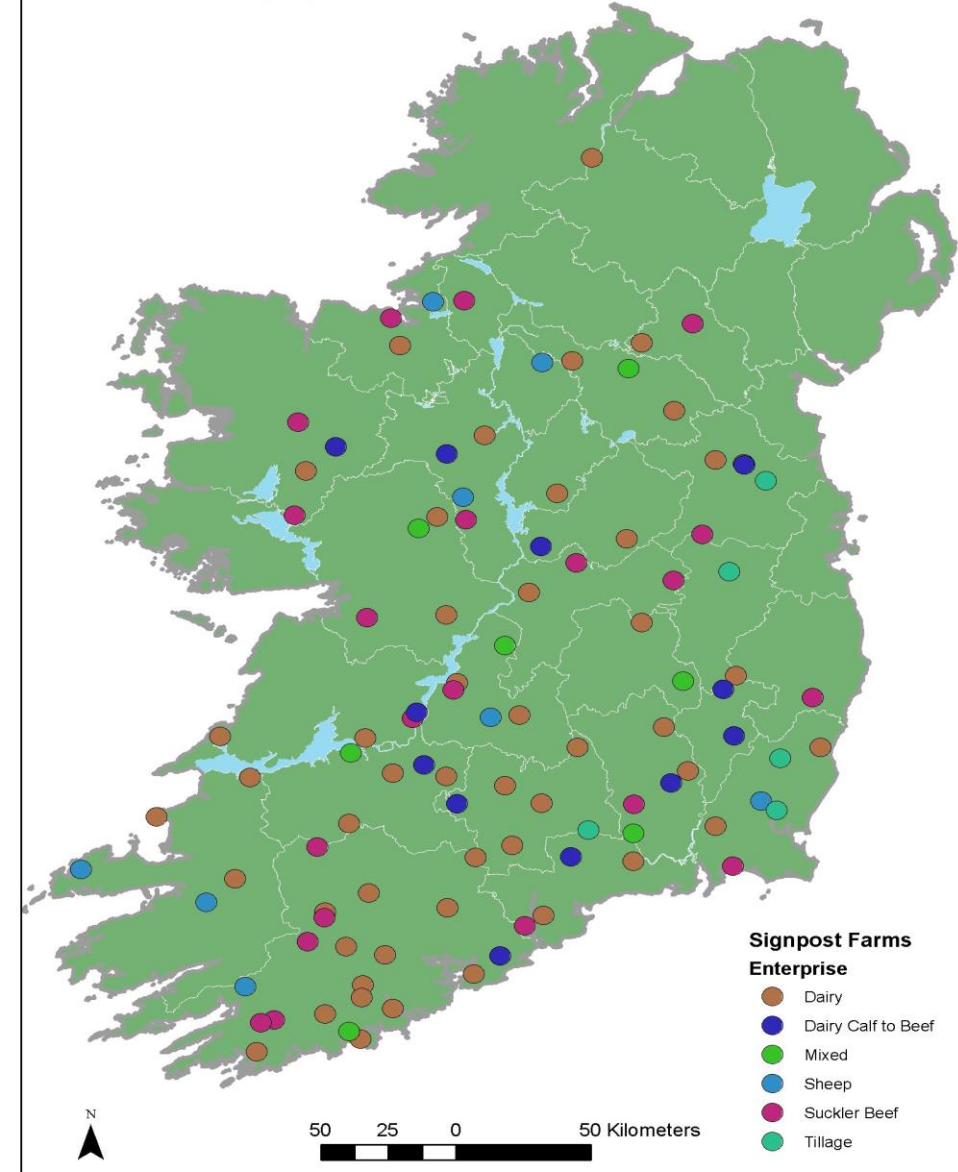 Signpost Farms
Enterprise
Dairy
Dairy Calf to Beef
Mixed
Sheep
Suckler Beef
Tillage
N
50 25 0 50 Kilometers